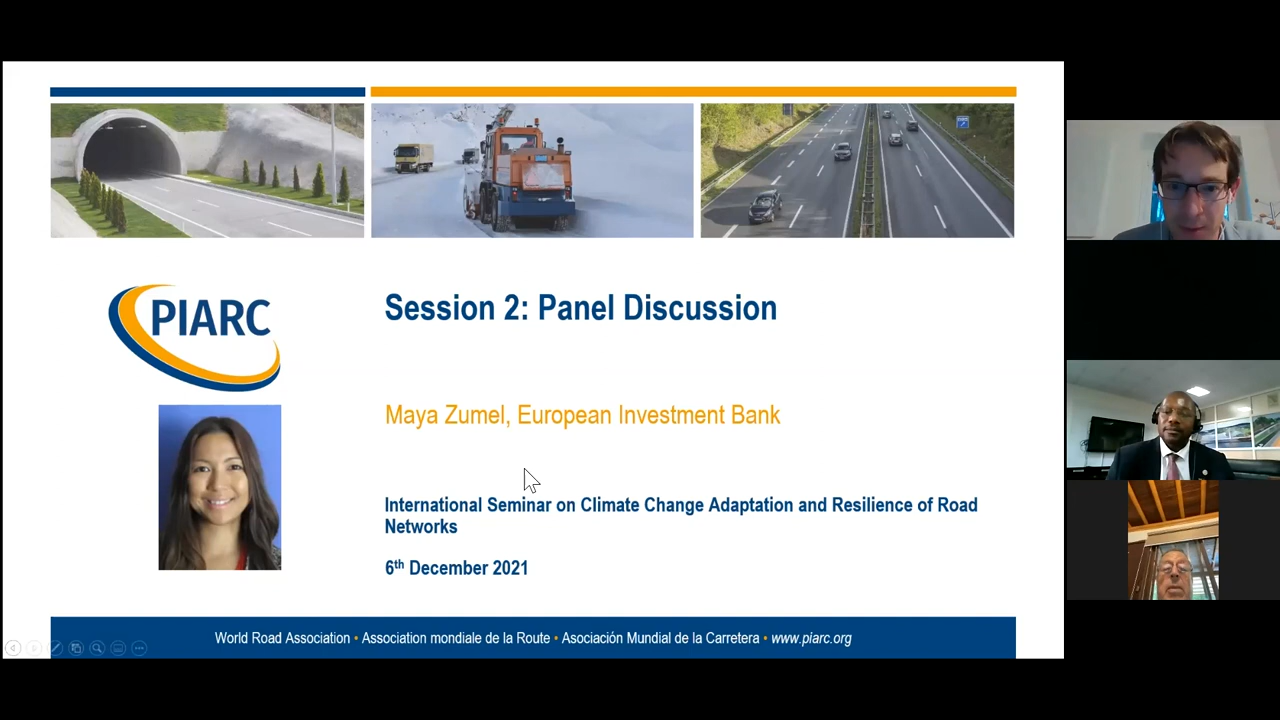 PIARC
Session 2: Panel Discussion
Maya Zumel, European Investment Bank
International Seminar on Climate Change Adaptation and Resilience of Road
Networks
6th December 2021
World Road Association • Association mondiale de la Route • Asociación Mundial de la Carretera • www.piarc.org